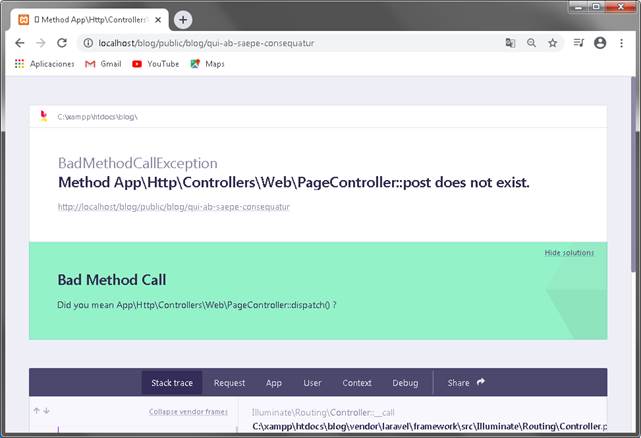 Method App\Http\Controllers\Web
localhost/blog/public/blog/qui-ab-saepe-consequatur
Aplicaciones Gmail YouTube Maps
C:\xampp\htdocs\blog\
BadMethodCallException
Method App\Http\Controllers\Web\PageController::post does not exist.
http://localhost/blog/public/blog/qui-ab-saepe-consequatur
Hide solutions
Bad Method Call
Did you mean App\Http\Controllers\Web\PageController::dispatch() ?
Stack trace Request App User Context Debug Share
Collapse vendor frames
Illuminate\Routing\Controller::__call
C:\xampp\htdocs\blog\vendor\laravel\framework\src\Illuminate\Routing\Controller.p